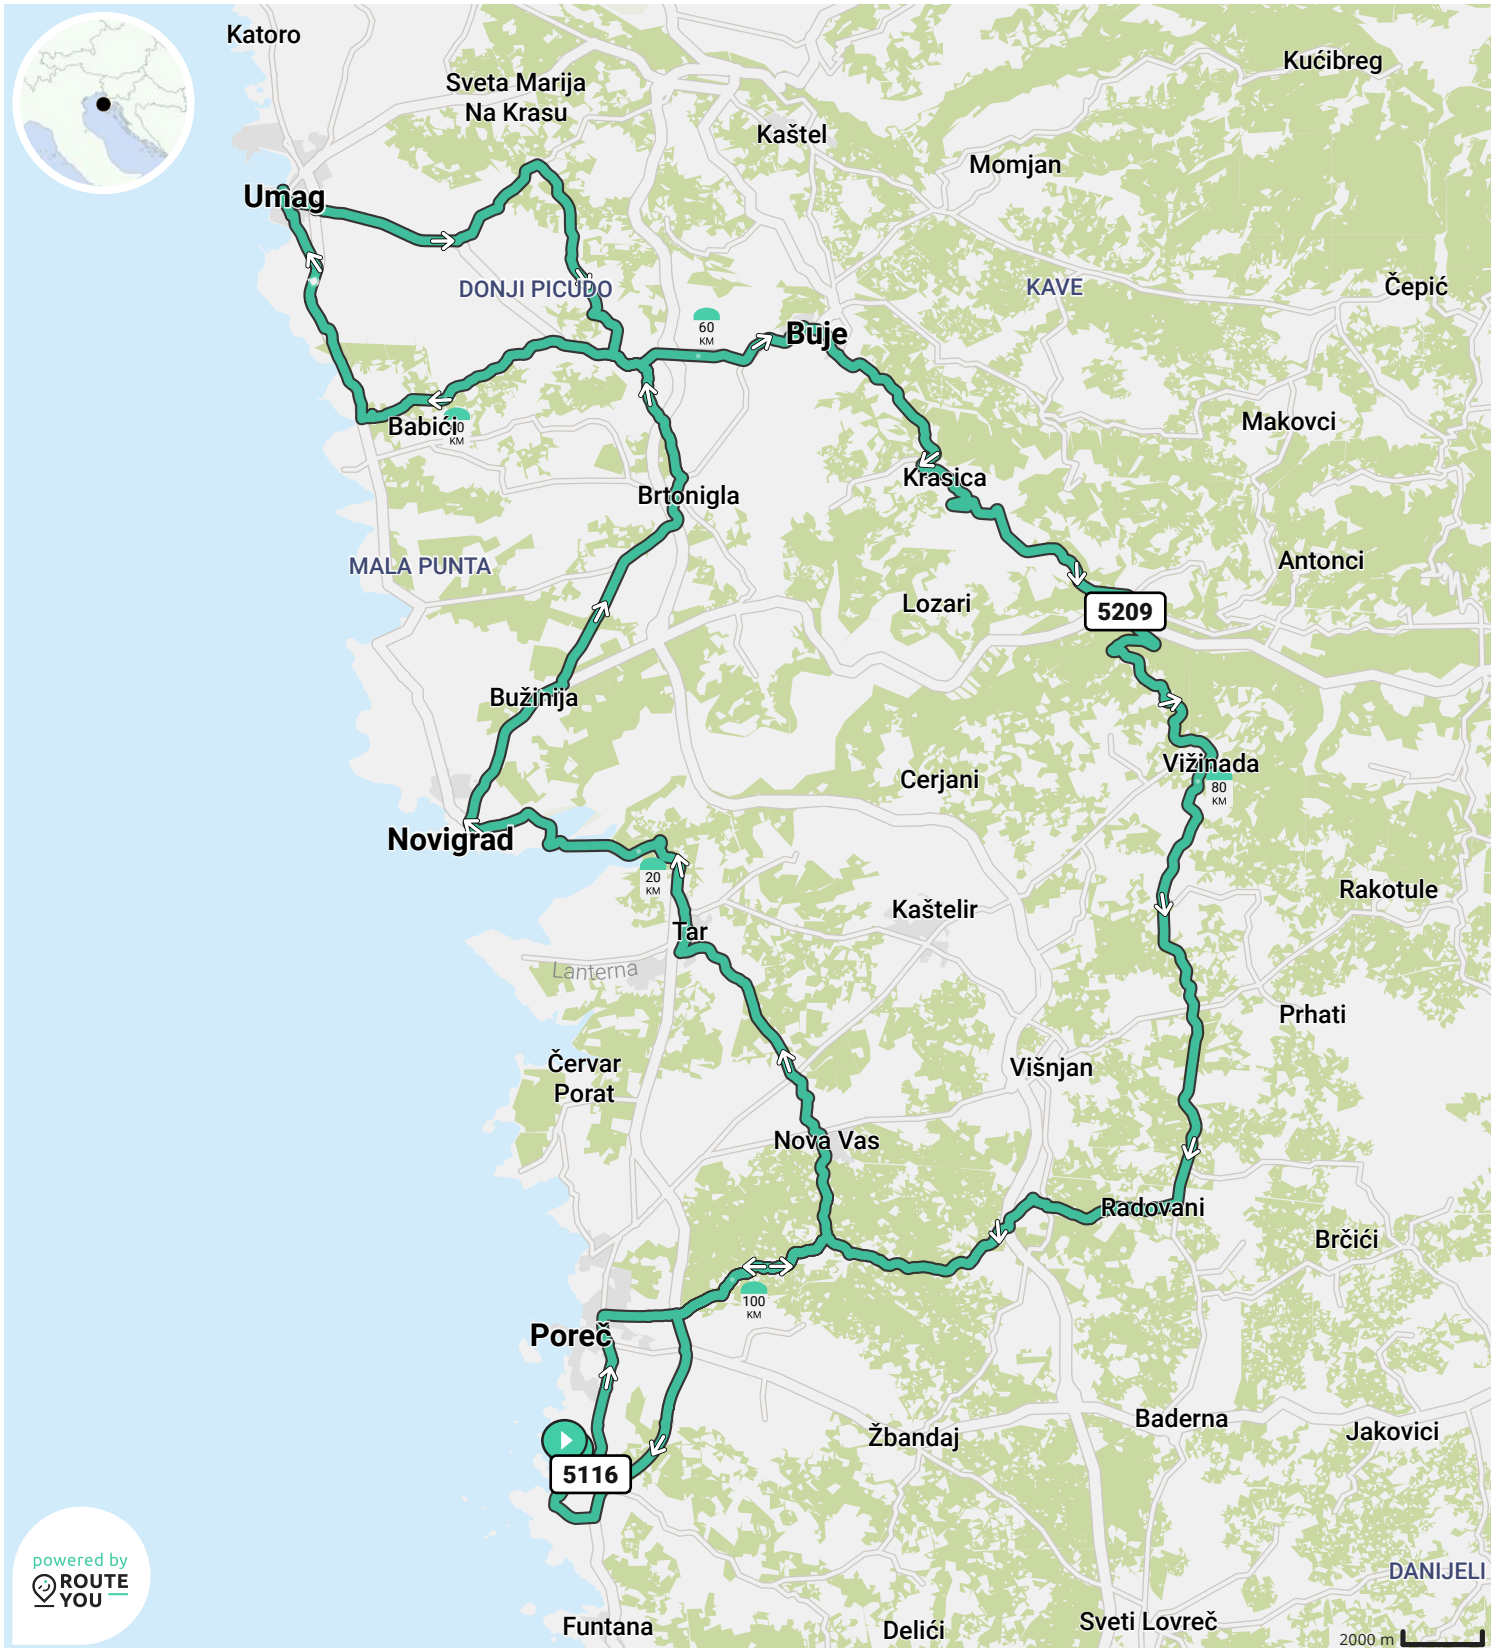 Katoro
Kućibreg
Sveta Marija
Na Krasu
Kaštel
Momjan
Umag
DONJI PICUDO
KAVE
Čepić
60
KM
Buje
Babići
KM
Makovci
Krasica
Brtonigla
MALA PUNTA
Antonci
Lozari
5209
Bužinija
Vižinada
Cerjani
80
KM
Novigrad
20
KM
Rakotule
Kaštelir
Tar
Lanterna
Prhati
Červar
Porat
Višnjan
Nova Vas
Radovani
Brčići
100
KM
Poreč
Baderna
Žbandaj
Jakovici
5116
powered by
ROUTE
YOU
DANIJELI
Funtana
Delići
Sveti Lovreč
2000 m